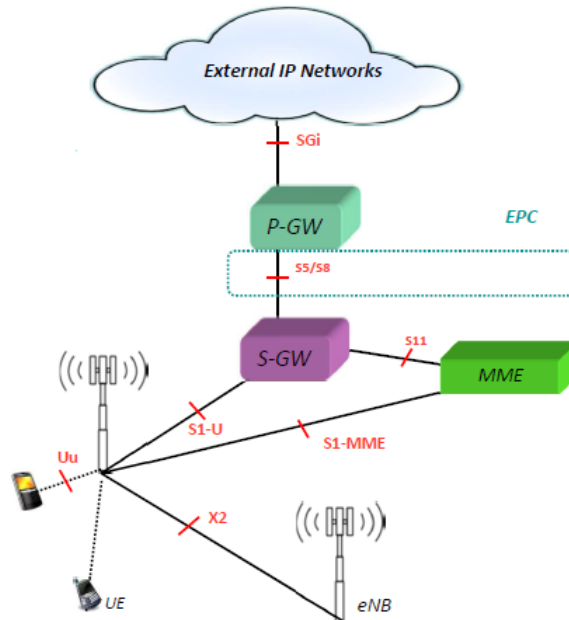 External IP Networks
SGi
P-GW
EPC
S5/S8
S-GW
S11
MME
S1-U
S1-MME
Uu
X2
UE
eNB